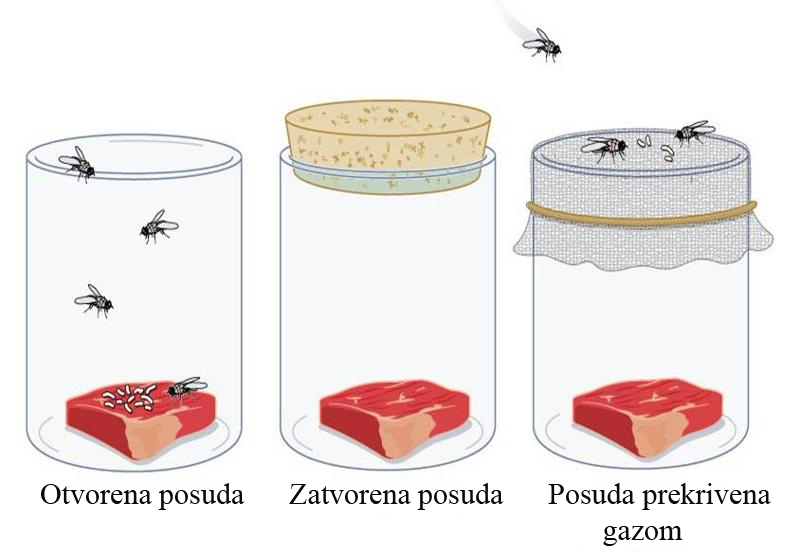 Otvorena posuda
Zatvorena posuda
Posuda prekrivena
gazom